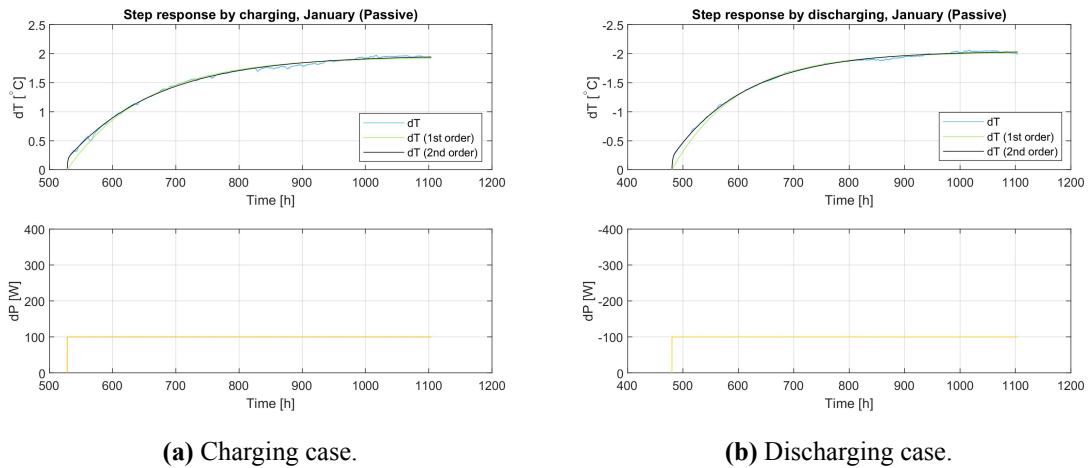 Step response by charging, January (Passive)
2.5
2
1.5
1
0.5
0
dT [°C]
dT
dT (1st order)
dT (2nd order)
500 600 700 800 900 1000 1100 1200
Time [h]
400
300
200
100
0
dP [W]
500 600 700 800 900 1000 1100 1200
Time [h]
(a) Charging case.
Step response by discharging, January (Passive)
-2.5
-2
-1.5
-1
-0.5
0
dT [°C]
dT
dT (1st order)
dT (2nd order)
400 500 600 700 800 900 1000 1100 1200
Time [h]
-400
-300
-200
-100
0
dP [W]
400 500 600 700 800 900 1000 1100 1200
Time [h]
(b) Discharging case.